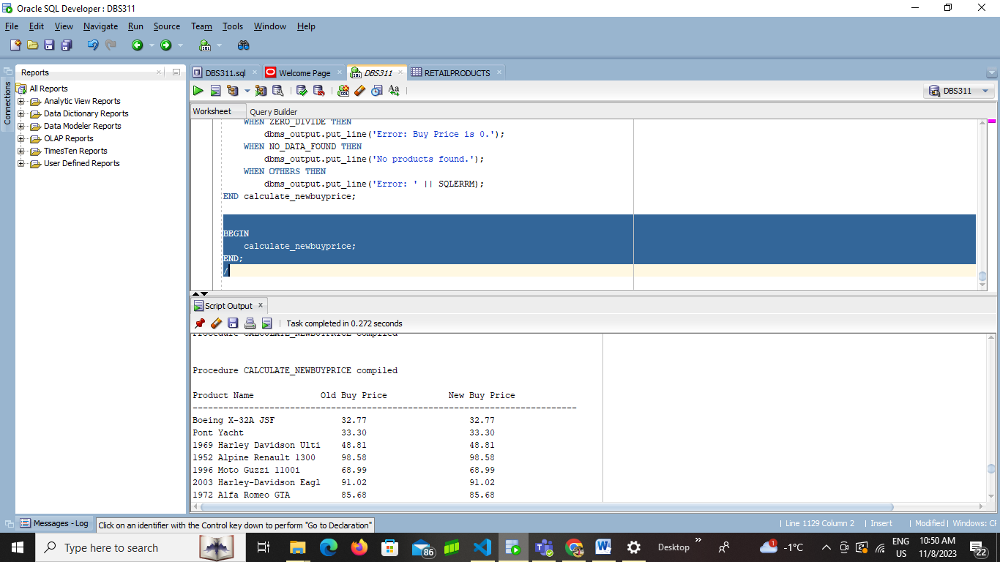 Oracle SQL Developer : DBS311
File Edit View Navigate Run Source Team Tools Window Help
Connections
Reports
All Reports
Analytic View Reports
Data Dictionary Reports
Data Modeler Reports
OLAP Reports
TimesTen Reports
User Defined Reports
DBS311.sql Welcome Page DBS311 RETAILPRODUCTS
DBS311
Worksheet Query Builder
WHEN ZERO_DIVIDE THEN
dbms_output.put_line('Error: Buy Price is 0.');
WHEN NO_DATA_FOUND THEN
dbms_output.put_line('No products found.');
WHEN OTHERS THEN
dbms_output.put_line('Error: ' || SQLERRM);
END calculate_newbuyprice;
BEGIN
calculate_newbuyprice;
END;
/
Script Output
Task completed in 0.272 seconds
Procedure CALCULATE_NEWBUYPRICE compiled
Procedure CALCULATE_NEWBUYPRICE compiled
Product Name Old Buy Price New Buy Price
---------------------------------------------------------------------------
Boeing X-32A JSF 32.77 32.77
Pont Yacht 33.30 33.30
1969 Harley Davidson Ulti 48.81 48.81
1952 Alpine Renault 1300 98.58 98.58
1996 Moto Guzzi 1100i 68.99 68.99
2003 Harley-Davidson Eagl 91.02 91.02
1972 Alfa Romeo GTA 85.68 85.68
Messages - Log
Click on an identifier with the Control key down to perform "Go to Declaration"
Line 1129 Column 2 | Insert | Modified | Windows: CF
Type here to search
86
Desktop
1
-1°C
ENG
US
10:50 AM
11/8/2023
22